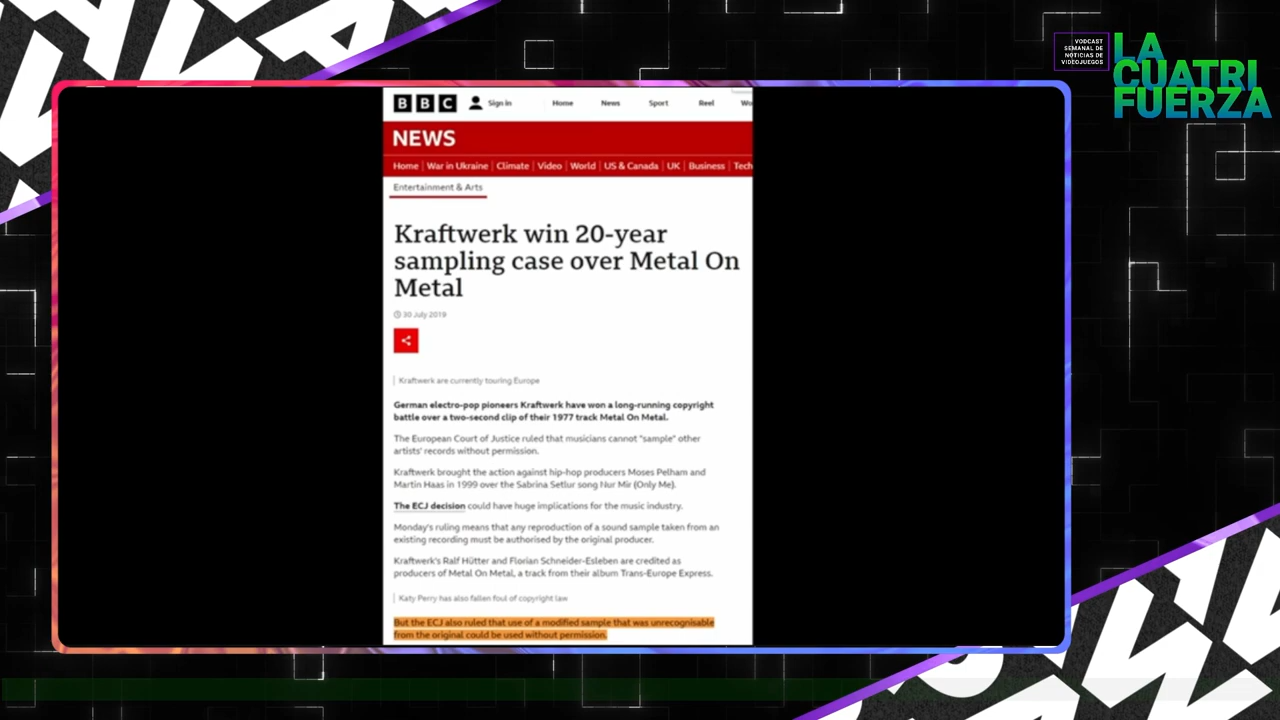 VODCAST
SEMANAL DE
NOTICIAS DE
VIDEOJUEGOS
LA
CUATRI
FUERZA
BBC Sign in Home News Sport Reel Wo
NEWS
Home War in Ukraine Climate Video World US & Canada UK Business Tech
Entertainment & Arts
Kraftwerk win 20-year
sampling case over Metal On
Metal
30 July 2019
Kraftwerk are currently touring Europe
German electro-pop pioneers Kraftwerk have won a long-running copyright
battle over a two-second clip of their 1977 track Metal On Metal.
The European Court of Justice ruled that musicians cannot "sample" other
artists' records without permission.
Kraftwerk brought the action against hip-hop producers Moses Pelham and
Martin Haas in 1999 over the Sabrina Setlur song Nur Mir (Only Me).
The ECJ decision could have huge implications for the music industry.
Monday's ruling means that any reproduction of a sound sample taken from an
existing recording must be authorised by the original producer.
Kraftwerk's Ralf Hütter and Florian Schneider-Esleben are credited as
producers of Metal On Metal, a track from their album Trans-Europe Express.
Katy Perry has also fallen foul of copyright law
But the ECJ also ruled that use of a modified sample that was unrecognisable
from the original could be used without permission.